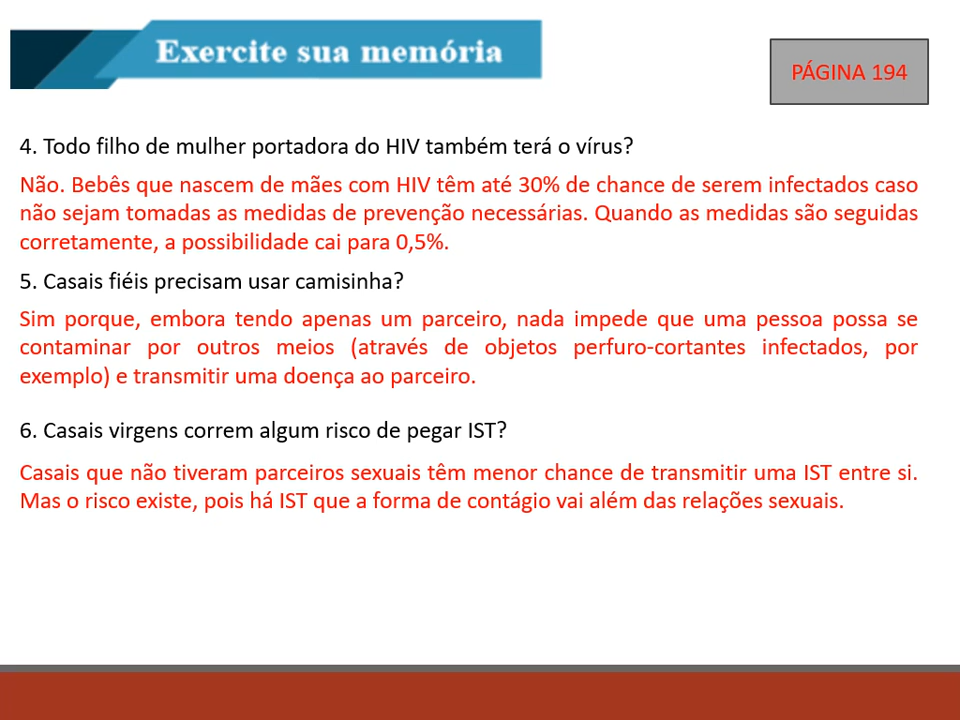 Exercite sua memória
PÁGINA 194
4. Todo filho de mulher portadora do HIV também terá o vírus?
Não. Bebês que nascem de mães com HIV têm até 30% de chance de serem infectados caso
não sejam tomadas as medidas de prevenção necessárias. Quando as medidas são seguidas
corretamente, a possibilidade cai para 0,5%.
5. Casais fiéis precisam usar camisinha?
Sim porque, embora tendo apenas um parceiro, nada impede que uma pessoa possa se
contaminar por outros meios (através de objetos perfuro-cortantes infectados, por
exemplo) e transmitir uma doença ao parceiro.
6. Casais virgens correm algum risco de pegar IST?
Casais que não tiveram parceiros sexuais têm menor chance de transmitir uma IST entre si.
Mas o risco existe, pois há IST que a forma de contágio vai além das relações sexuais.